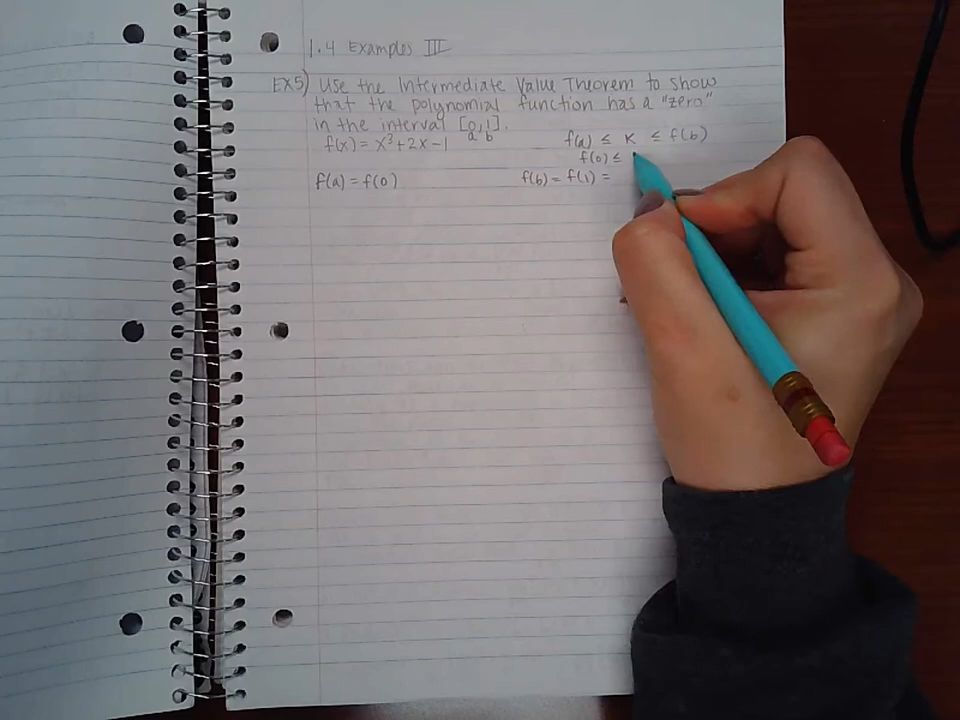 1.4 Examples III
EX5) Use the Intermediate Value Theorem to show
that the polynomial function has a "zero"
in the interval [0,1].
a b
f(x) = x³+2x-1
f(a) ≤ K ≤ f(b)
f(0) ≤
f(a) = f(0)
f(b) = f(1) =